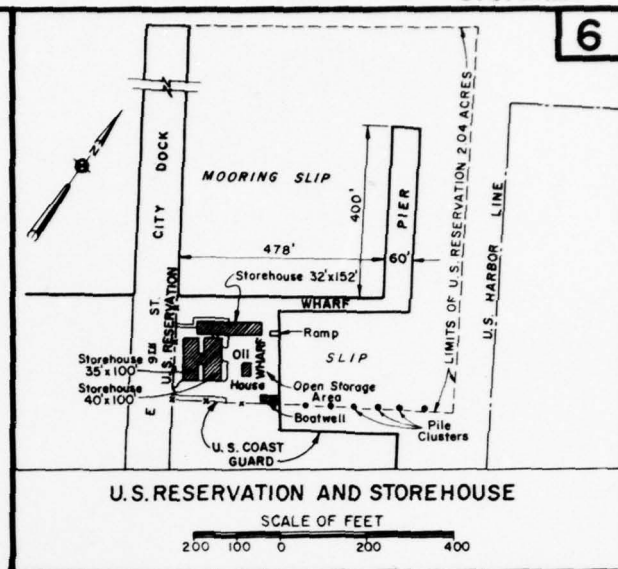 6
LIMITS OF U.S. RESERVATION 2.04 ACRES
N
CITY DOCK
MOORING SLIP
400'
PIER
U.S. HARBOR LINE
478'
60'
Storehouse 32'x152'
WHARF
U.S. RESERVATION
E 9TH ST.
Ramp
Storehouse
35'x100'
Oil
House
WHARF
SLIP
Storehouse
40'x100'
Open Storage
Area
Boatwell
Pile
Clusters
U.S. COAST
GUARD
U.S. RESERVATION AND STOREHOUSE
SCALE OF FEET
200 100 0 200 400